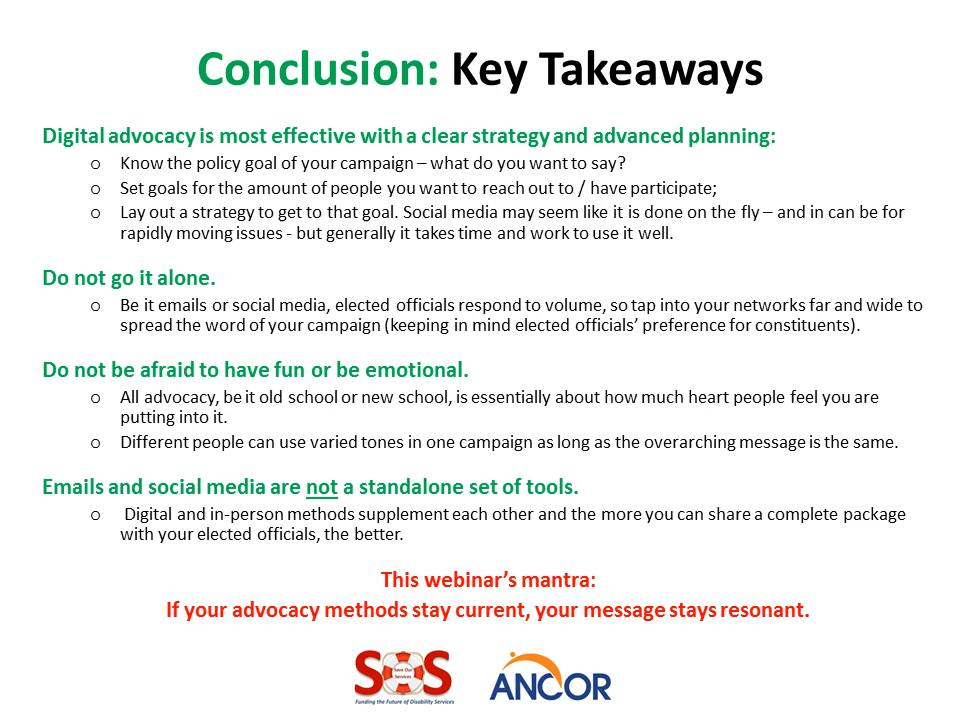 Conclusion: Key Takeaways
Digital advocacy is most effective with a clear strategy and advanced planning:
o Know the policy goal of your campaign – what do you want to say?
o Set goals for the amount of people you want to reach out to / have participate;
o Lay out a strategy to get to that goal. Social media may seem like it is done on the fly – and in can be for
rapidly moving issues - but generally it takes time and work to use it well.
Do not go it alone.
o Be it emails or social media, elected officials respond to volume, so tap into your networks far and wide to
spread the word of your campaign (keeping in mind elected officials’ preference for constituents).
Do not be afraid to have fun or be emotional.
o All advocacy, be it old school or new school, is essentially about how much heart people feel you are
putting into it.
o Different people can use varied tones in one campaign as long as the overarching message is the same.
Emails and social media are not a standalone set of tools.
o Digital and in-person methods supplement each other and the more you can share a complete package
with your elected officials, the better.
This webinar’s mantra:
If your advocacy methods stay current, your message stays resonant.
SOS
Save Our
Services
Funding the Future of Disability Services
ANCOR